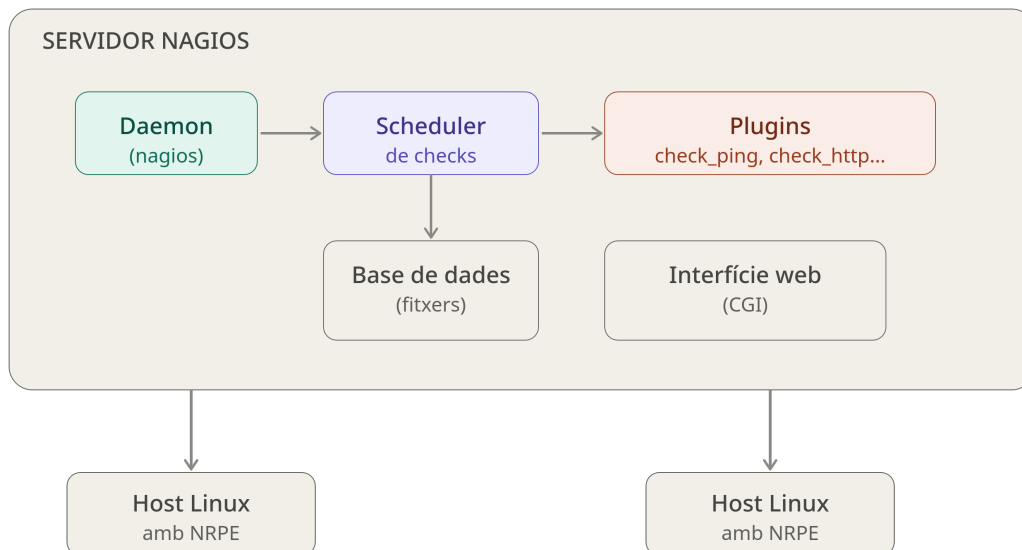 SERVIDOR NAGIOS
Daemon
(nagios)
Scheduler
de checks
Plugins
check_ping, check_http...
Base de dades
(fitxers)
Interfície web
(CGI)
Host Linux
amb NRPE
Host Linux
amb NRPE